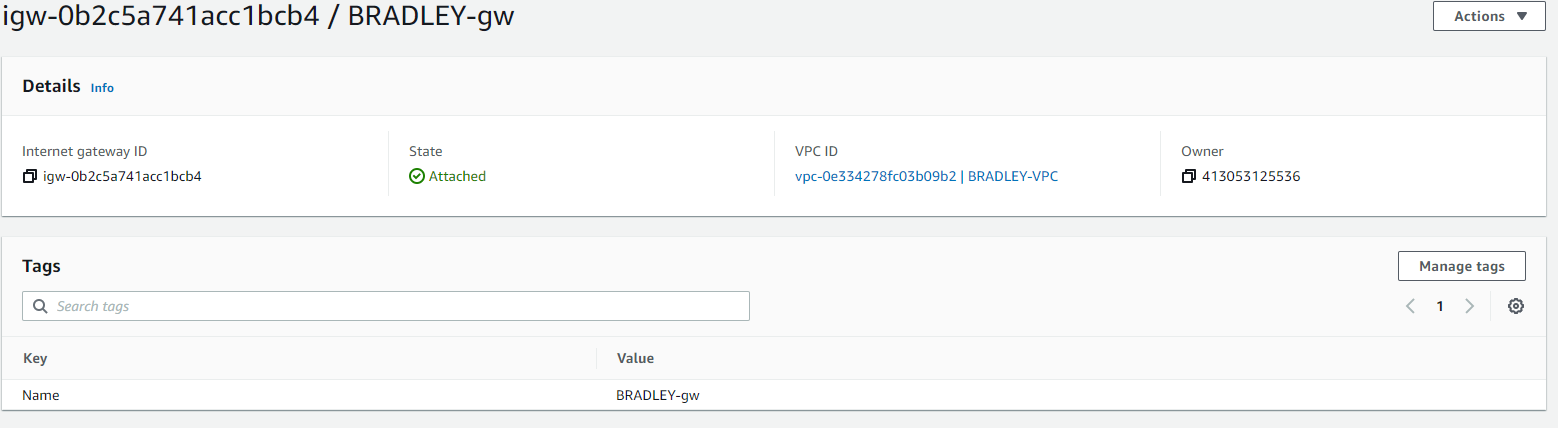 igw-0b2c5a741acc1bcb4 / BRADLEY-gw
Actions
Details Info
Internet gateway ID
igw-0b2c5a741acc1bcb4
State
Attached
VPC ID
vpc-0e334278fc03b09b2 | BRADLEY-VPC
Owner
413053125536
Tags
Manage tags
Search tags
1
Key Value
Name BRADLEY-gw